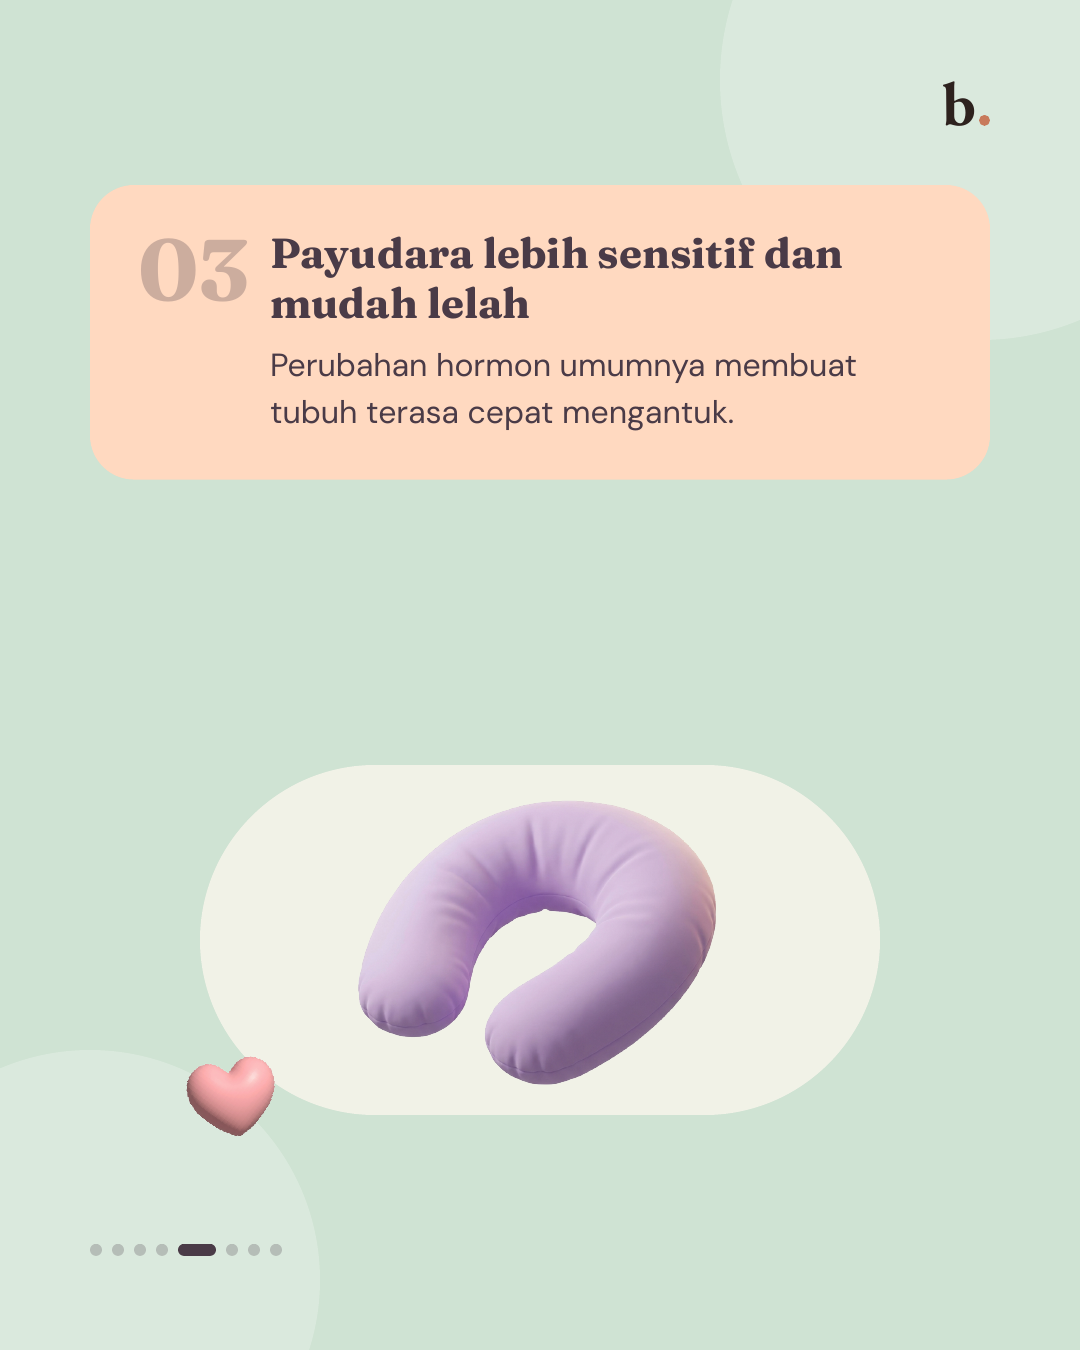 b.
03
Payudara lebih sensitif dan
mudah lelah
Perubahan hormon umumnya membuat
tubuh terasa cepat mengantuk.